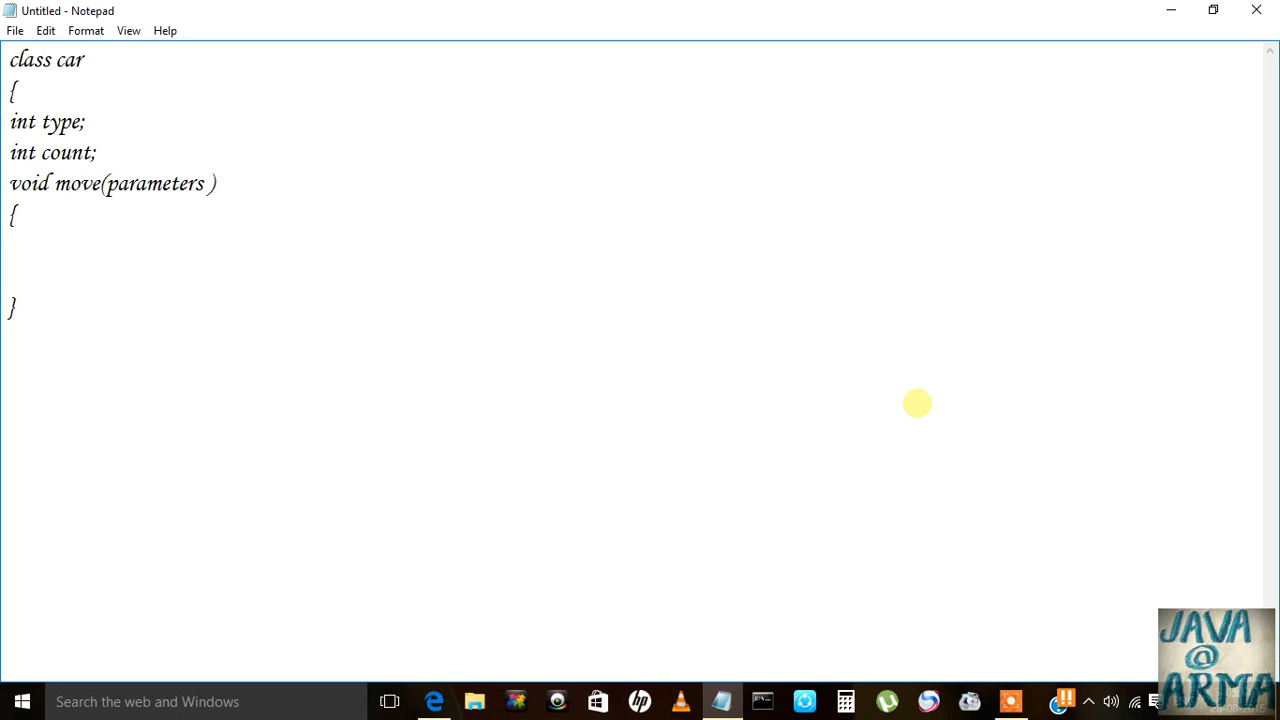 Untitled - Notepad
File Edit Format View Help
class car
{
int type;
int count;
void move(parameters )
{
}
Search the web and Windows
JAVA
@
ARMA